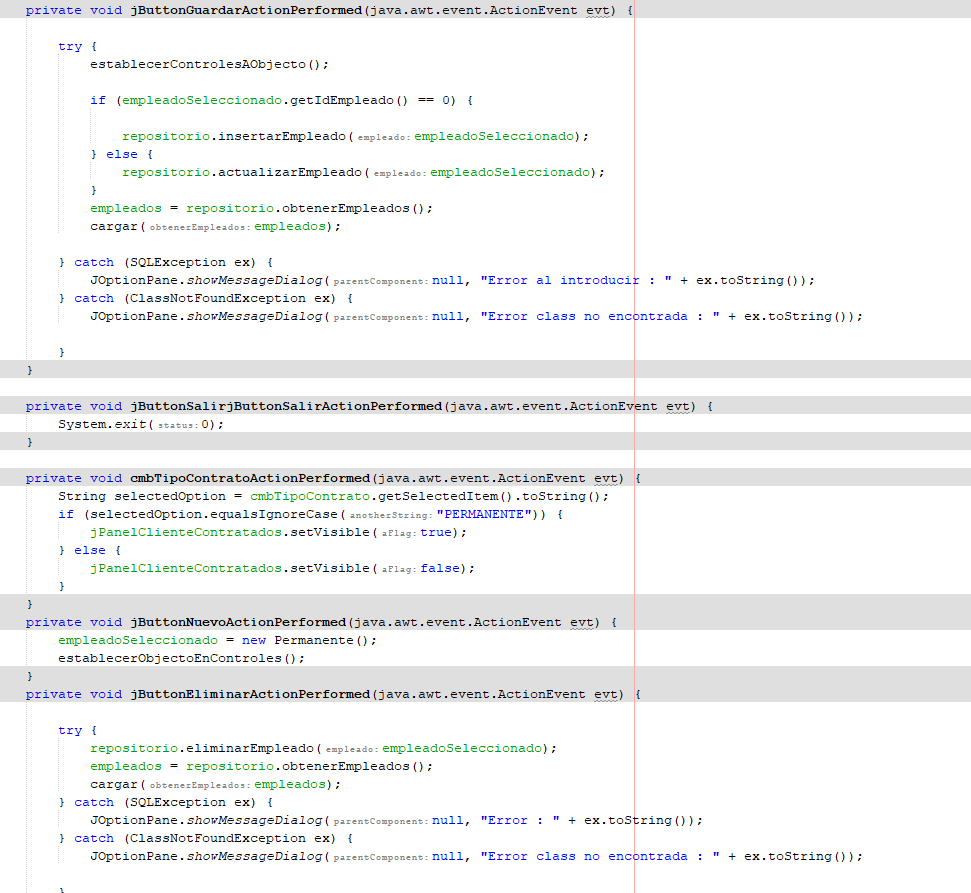 private void jButtonGuardarActionPerformed(java.awt.event.ActionEvent evt) {
try {
establecerControlesAObjecto();
if (empleadoSeleccionado.getIdEmpleado() == 0) {
repositorio.insertarEmpleado( empleado: empleadoSeleccionado);
} else {
repositorio.actualizarEmpleado( empleado: empleadoSeleccionado);
}
empleados = repositorio.obtenerEmpleados();
cargar( obtenerEmpleados: empleados);
} catch (SQLException ex) {
JOptionPane.showMessageDialog( parentComponent: null, "Error al introducir : " + ex.toString());
} catch (ClassNotFoundException ex) {
JOptionPane.showMessageDialog( parentComponent: null, "Error class no encontrada : " + ex.toString());
}
}
private void jButtonSalirjButtonSalirActionPerformed(java.awt.event.ActionEvent evt) {
System.exit( status: 0);
}
private void cmbTipoContratoActionPerformed(java.awt.event.ActionEvent evt) {
String selectedOption = cmbTipoContrato.getSelectedItem().toString();
if (selectedOption.equalsIgnoreCase( anotherString: "PERMANENTE")) {
jPanelClienteContratados.setVisible( aFlag: true);
} else {
jPanelClienteContratados.setVisible( aFlag: false);
}
}
private void jButtonNuevoActionPerformed(java.awt.event.ActionEvent evt) {
empleadoSeleccionado = new Permanente();
establecerObjectoEnControles();
}
private void jButtonEliminarActionPerformed(java.awt.event.ActionEvent evt) {
try {
repositorio.eliminarEmpleado( empleado: empleadoSeleccionado);
empleados = repositorio.obtenerEmpleados();
cargar( obtenerEmpleados: empleados);
} catch (SQLException ex) {
JOptionPane.showMessageDialog( parentComponent: null, "Error : " + ex.toString());
} catch (ClassNotFoundException ex) {
JOptionPane.showMessageDialog( parentComponent: null, "Error class no encontrada : " + ex.toString());
}